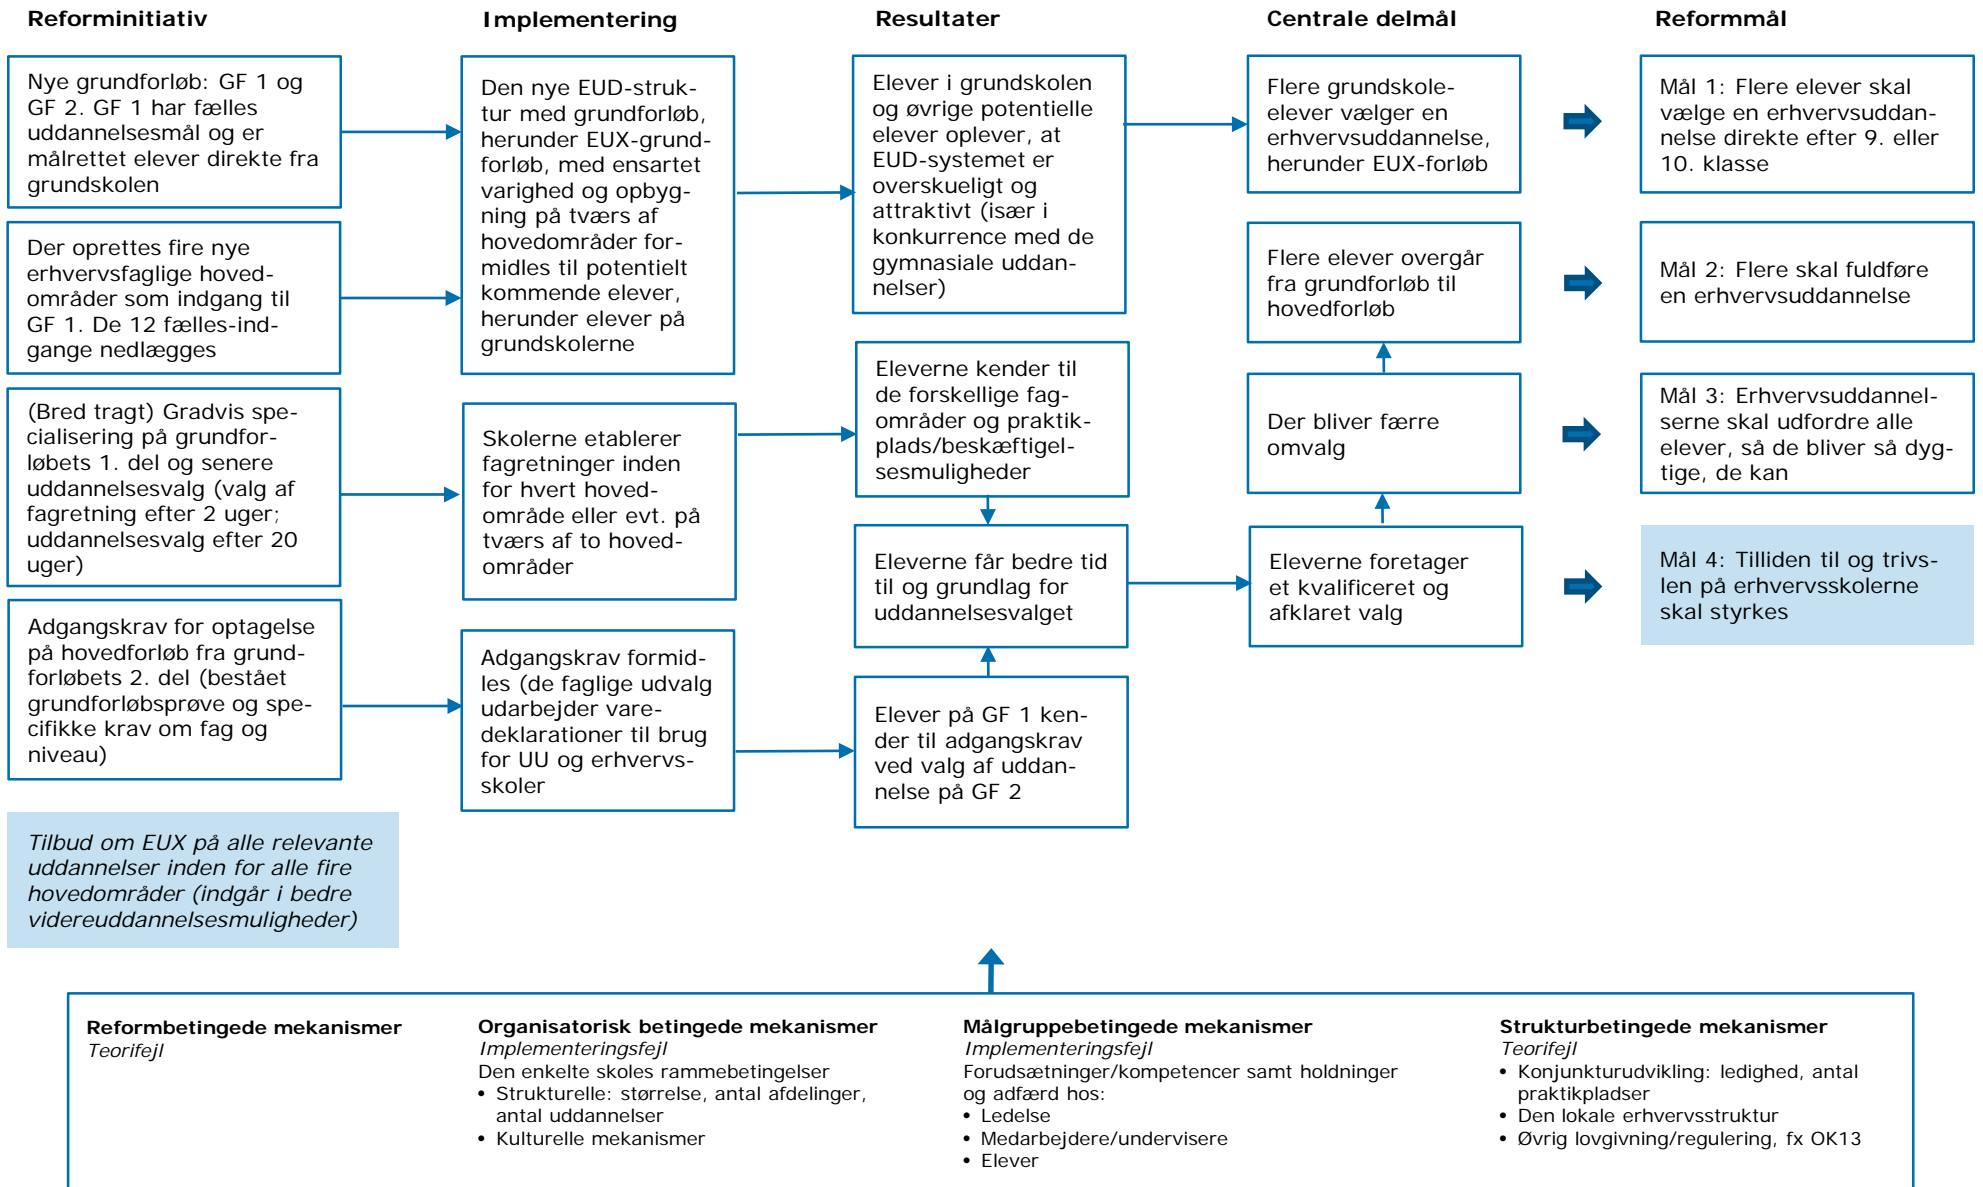 Reforminitiativ
Nye grundforløb: GF 1 og
GF 2. GF 1 har fælles
uddannelsesmål og er
målrettet elever direkte fra
grundskolen
Der oprettes fire nye
erhvervsfaglige hoved-
områder som indgang til
GF 1. De 12 fælles-ind-
gange nedlægges
(Bred tragt) Gradvis spe-
cialisering på grundfor-
løbets 1. del og senere
uddannelsesvalg (valg af
fagretning efter 2 uger;
uddannelsesvalg efter 20
uger)
Adgangskrav for optagelse
på hovedforløb fra grund-
forløbets 2. del (bestået
grundforløbsprøve og spe-
cifikke krav om fag og
niveau)
Tilbud om EUX på alle relevante
uddannelser inden for alle fire
hovedområder (indgår i bedre
videreuddannelsesmuligheder)
Implementering
Den nye EUD-struk-
tur med grundforløb,
herunder EUX-grund-
forløb, med ensartet
varighed og opbyg-
ning på tværs af
hovedområder for-
midles til potentielt
kommende elever,
herunder elever på
grundskolerne
Skolerne etablerer
fagretninger inden
for hvert hoved-
område eller evt. på
tværs af to hoved-
områder
Adgangskrav formid-
les (de faglige udvalg
udarbejder vare-
deklarationer til brug
for UU og erhvervs-
skoler
Resultater
Elever i grundskolen
og øvrige potentielle
elever oplever, at
EUD-systemet er
overskueligt og
attraktivt (især i
konkurrence med de
gymnasiale uddan-
nelser)
Eleverne kender til
de forskellige fag-
områder og praktik-
plads/beskæftigel-
sesmuligheder
Eleverne får bedre tid
til og grundlag for
uddannelsesvalget
Elever på GF 1 ken-
der til adgangskrav
ved valg af uddan-
nelse på GF 2
Centrale delmål
Flere grundskole-
elever vælger en
erhvervsuddannelse,
herunder EUX-forløb
Flere elever overgår
fra grundforløb til
hovedforløb
Der bliver færre
omvalg
Eleverne foretager
et kvalificeret og
afklaret valg
Reformmål
Mål 1: Flere elever skal
vælge en erhvervsuddan-
nelse direkte efter 9. eller
10. klasse
Mål 2: Flere skal fuldføre
en erhvervsuddannelse
Mål 3: Erhvervsuddannel-
serne skal udfordre alle
elever, så de bliver så dyg-
tige, de kan
Mål 4: Tilliden til og trivs-
len på erhvervsskolerne
skal styrkes
Reformbetingede mekanismer
Teorifejl
Organisatorisk betingede mekanismer
Implementeringsfejl
Den enkelte skoles rammebetingelser
• Strukturelle: størrelse, antal afdelinger,
antal uddannelser
• Kulturelle mekanismer
Målgruppebetingede mekanismer
Implementeringsfejl
Forudsætninger/kompetencer samt holdninger
og adfærd hos:
• Ledelse
• Medarbejdere/undervisere
• Elever
Strukturbetingede mekanismer
Teorifejl
• Konjunkturudvikling: ledighed, antal
praktikpladser
• Den lokale erhvervsstruktur
• Øvrig lovgivning/regulering, fx OK13